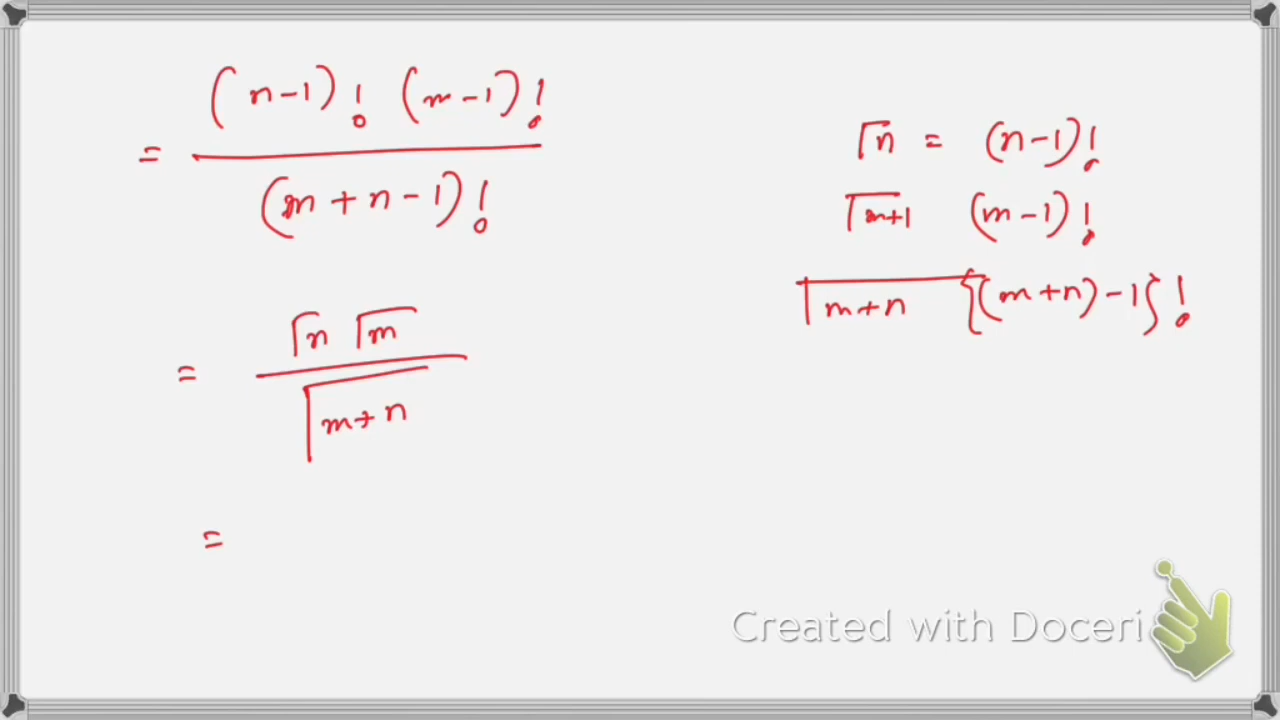 = (n-1)! (m-1)!
(m+n-1)!
= Γn Γm
Γm+n
=
Γn = (n-1)!
Γm+1 (m-1)!
Γm+n {(m+n)-1}!
Created with Doceri